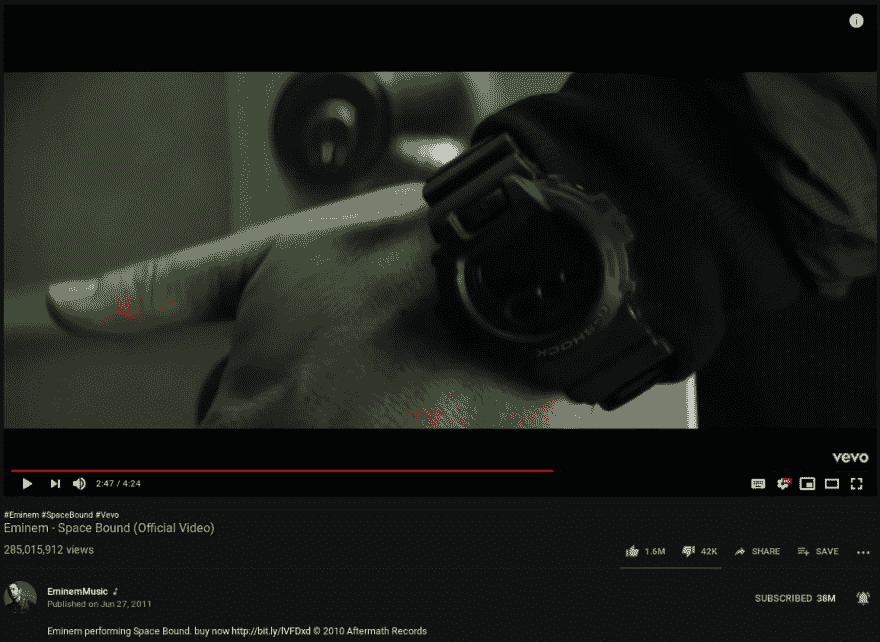 i
G-SHOCK
vevo
2:47 / 4:24
#Eminem #SpaceBound #Vevo
Eminem - Space Bound (Official Video)
285,015,912 views
1.6M 42K SHARE SAVE
EminemMusic
Published on Jun 27, 2011
SUBSCRIBED 38M
Eminem performing Space Bound. buy now http://bit.ly/lVFDxd © 2010 Aftermath Records